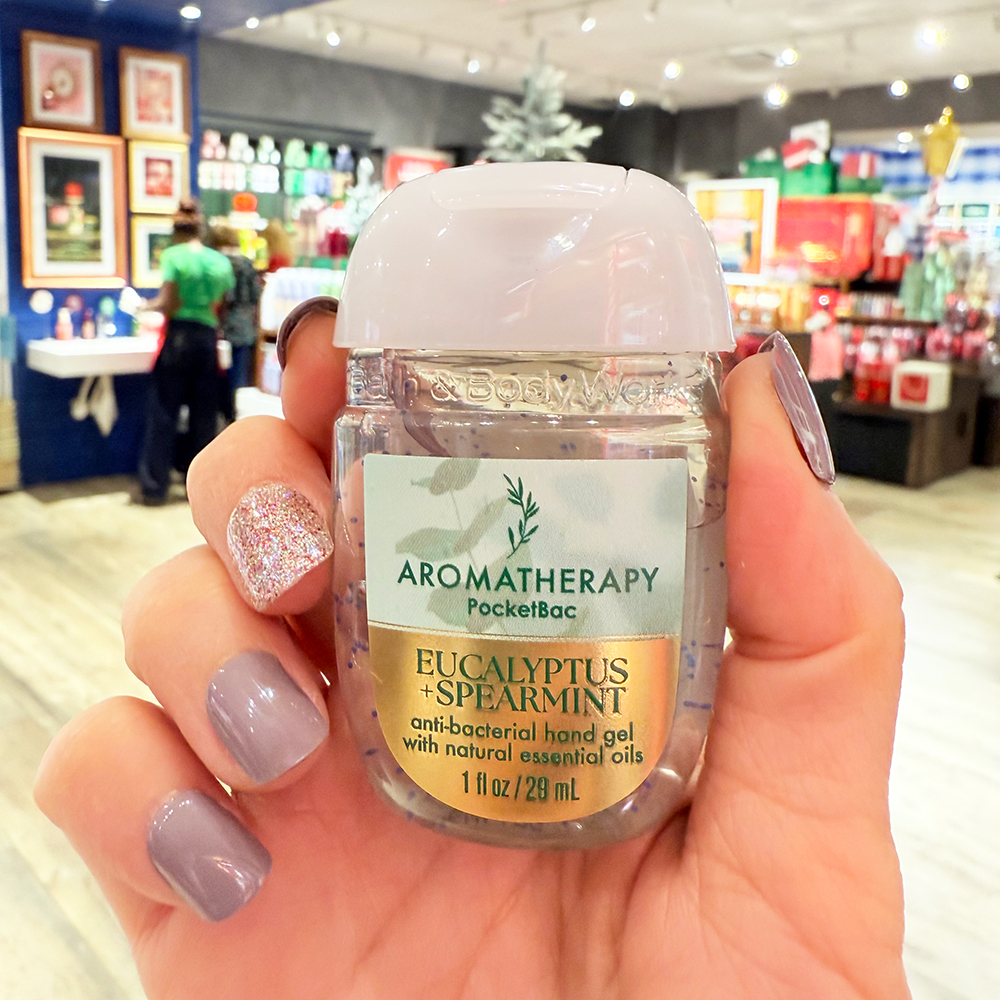 Bath & Body Works
AROMATHERAPY
PocketBac
EUCALYPTUS
+SPEARMINT
anti-bacterial hand gel
with natural essential oils
1 fl oz / 29 mL